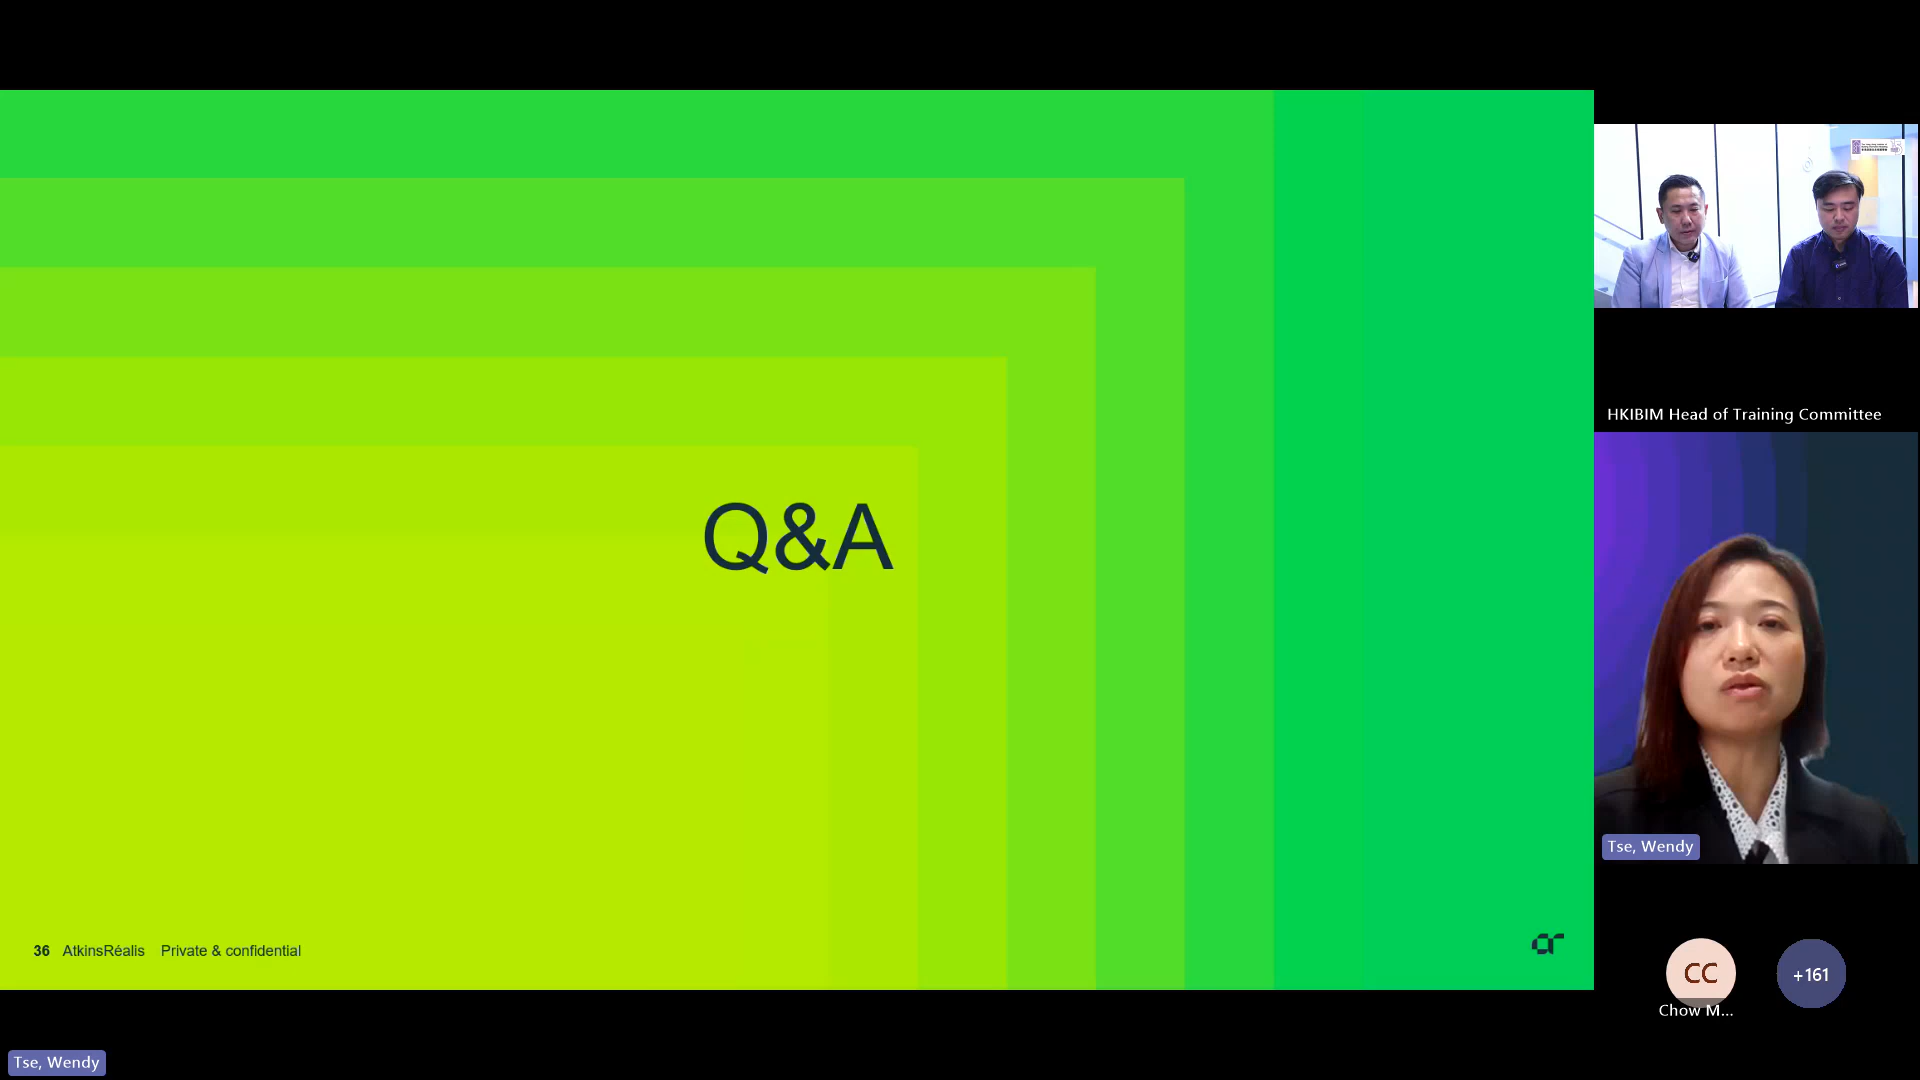 Q&A
36 AtkinsRéalis Private & confidential
HKIBIM Head of Training Committee
Tse, Wendy
CC
Chow M...
+161
Tse, Wendy